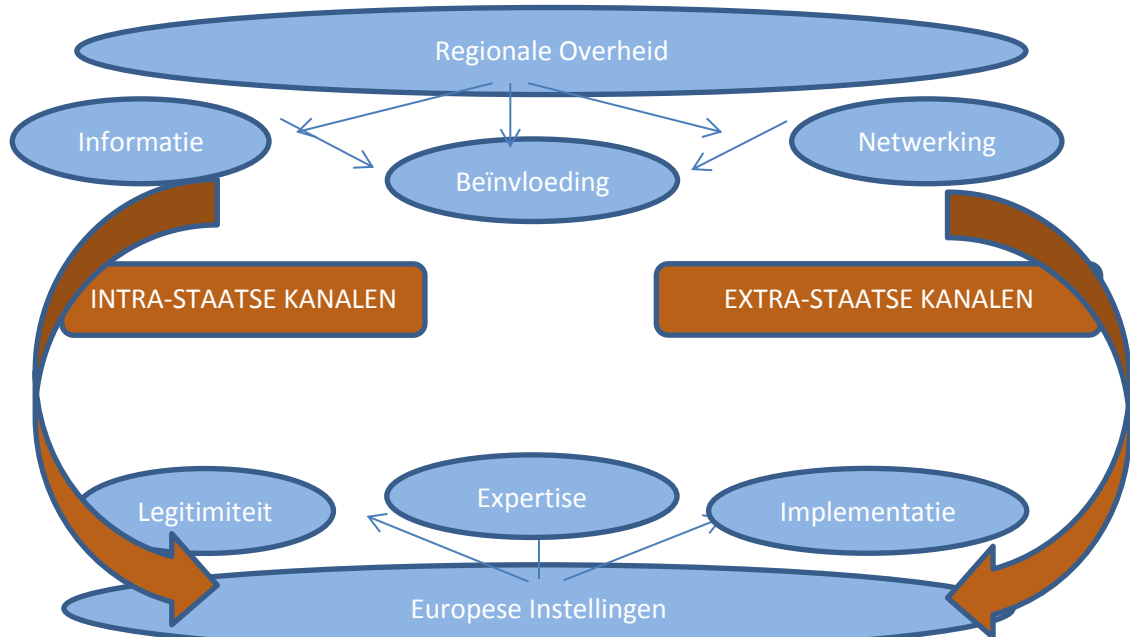 Regionale Overheid
Informatie
Netwerking
Beïnvloeding
INTRA-STAATSE KANALEN
EXTRA-STAATSE KANALEN
Legitimiteit
Expertise
Implementatie
Europese Instellingen